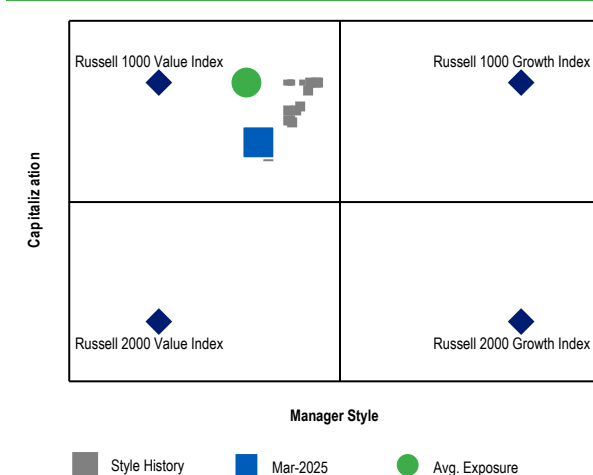 Russell 1000 Value Index
Russell 1000 Growth Index
Capitalization
Russell 2000 Value Index
Russell 2000 Growth Index
Manager Style
Style History
Mar-2025
Avg. Exposure